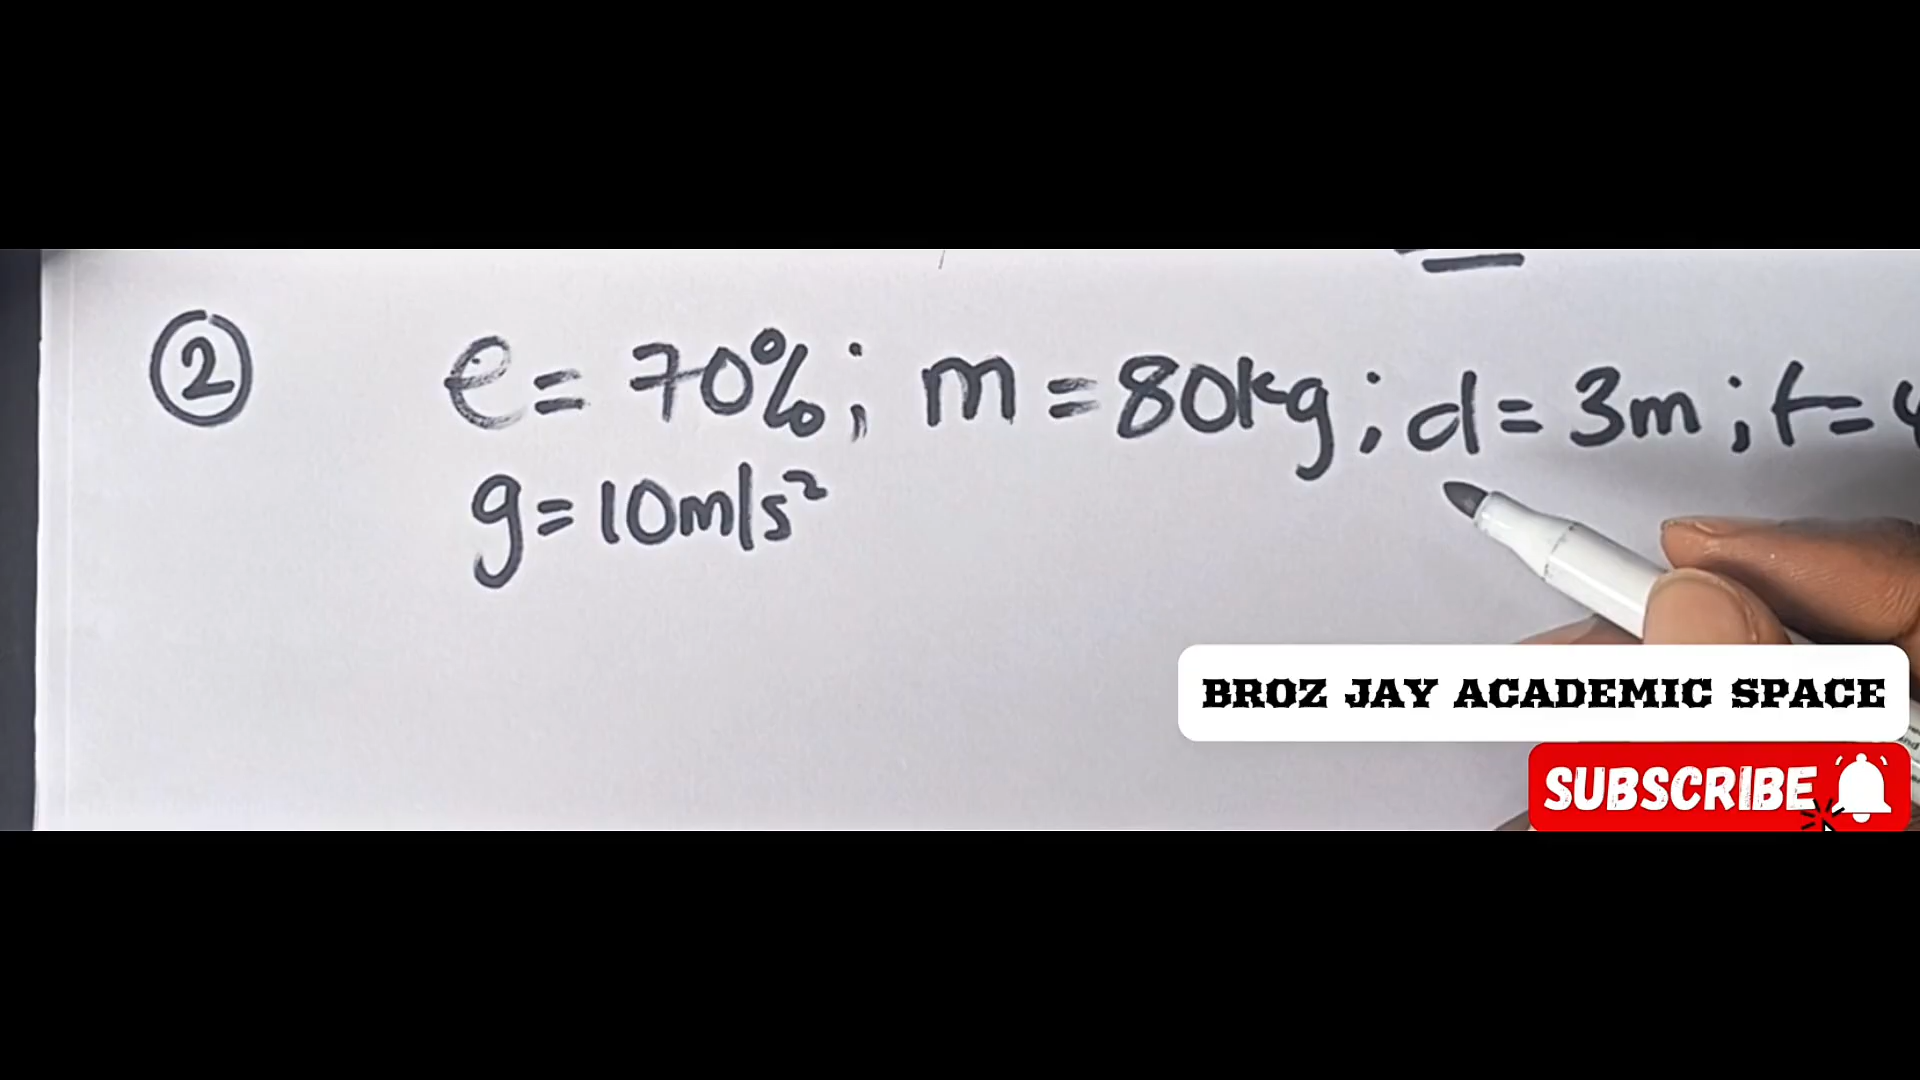 ② e = 70%; m = 80kg; d = 3m; t =
g = 10m/s²
BROZ JAY ACADEMIC SPACE
SUBSCRIBE